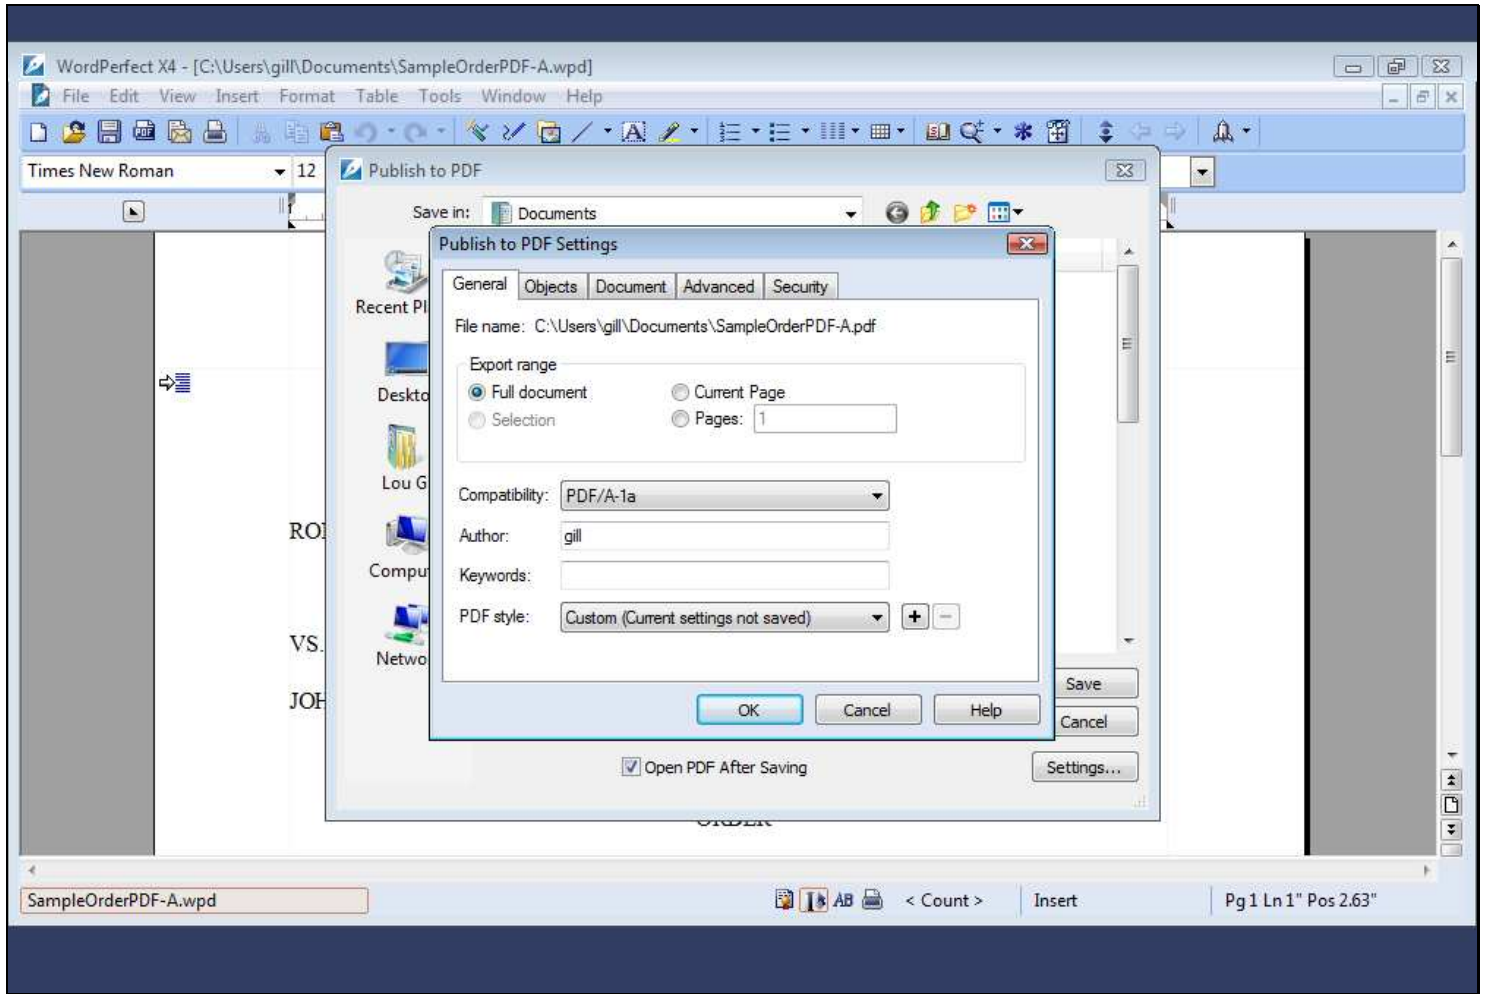 WordPerfect X4 - [C:\Users\gill\Documents\SampleOrderPDF-A.wpd]
File Edit View Insert Format Table Tools Window Help
Times New Roman 12
Publish to PDF
Save in: Documents
Publish to PDF Settings
General Objects Document Advanced Security
Recent Pl
File name: C:\Users\gill\Documents\SampleOrderPDF-A.pdf
Export range
Full document Current Page
Deskto
Selection Pages: 1
Lou G
Compatibility: PDF/A-1a
ROI
Author: gill
Compu
Keywords:
PDF style: Custom (Current settings not saved)
VS.
Netwo
Save
JOH
OK Cancel Help
Cancel
Open PDF After Saving Settings...
ORDER
SampleOrderPDF-A.wpd AB < Count > Insert Pg 1 Ln 1" Pos 2.63"